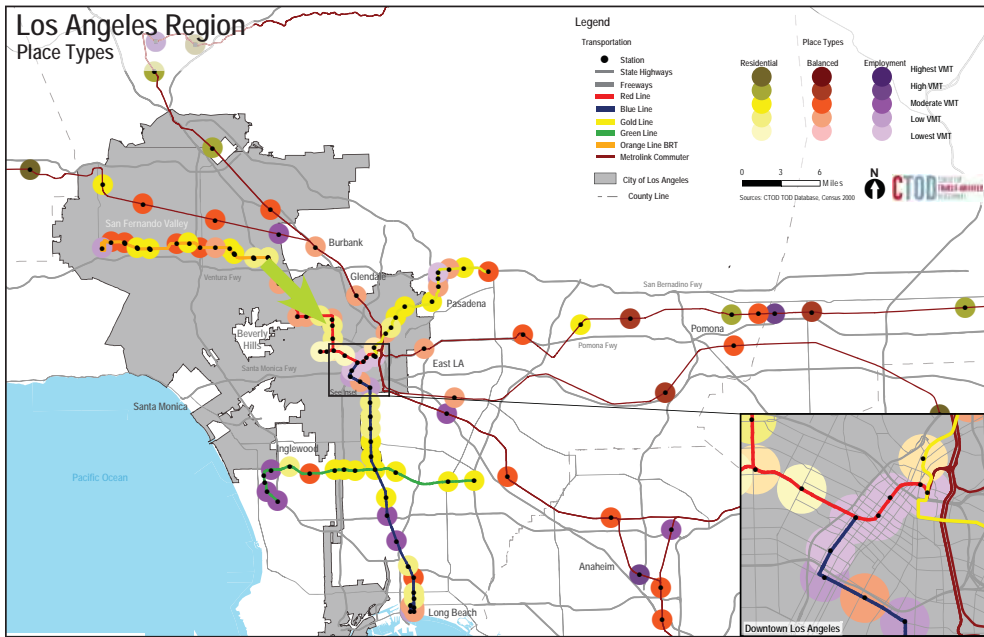 Los Angeles Region
Place Types
Legend
Transportation
Station
State Highways
Freeways
Red Line
Blue Line
Gold Line
Green Line
Orange Line BRT
Metrolink Commuter
City of Los Angeles
County Line
Place Types
Residential
Balanced
Employment
Highest VMT
High VMT
Moderate VMT
Low VMT
Lowest VMT
0 3 6
Miles
Sources: CTOD TOD Database, Census 2000
N
CTOD
San Fernando Valley
Burbank
Ventura Fwy
Glendale
Pasadena
San Bernadino Fwy
Beverly
Hills
Pomona
Pomona Fwy
East LA
Santa Monica Fwy
See Inset
Santa Monica
Inglewood
Pacific Ocean
Anaheim
Long Beach
Downtown Los Angeles